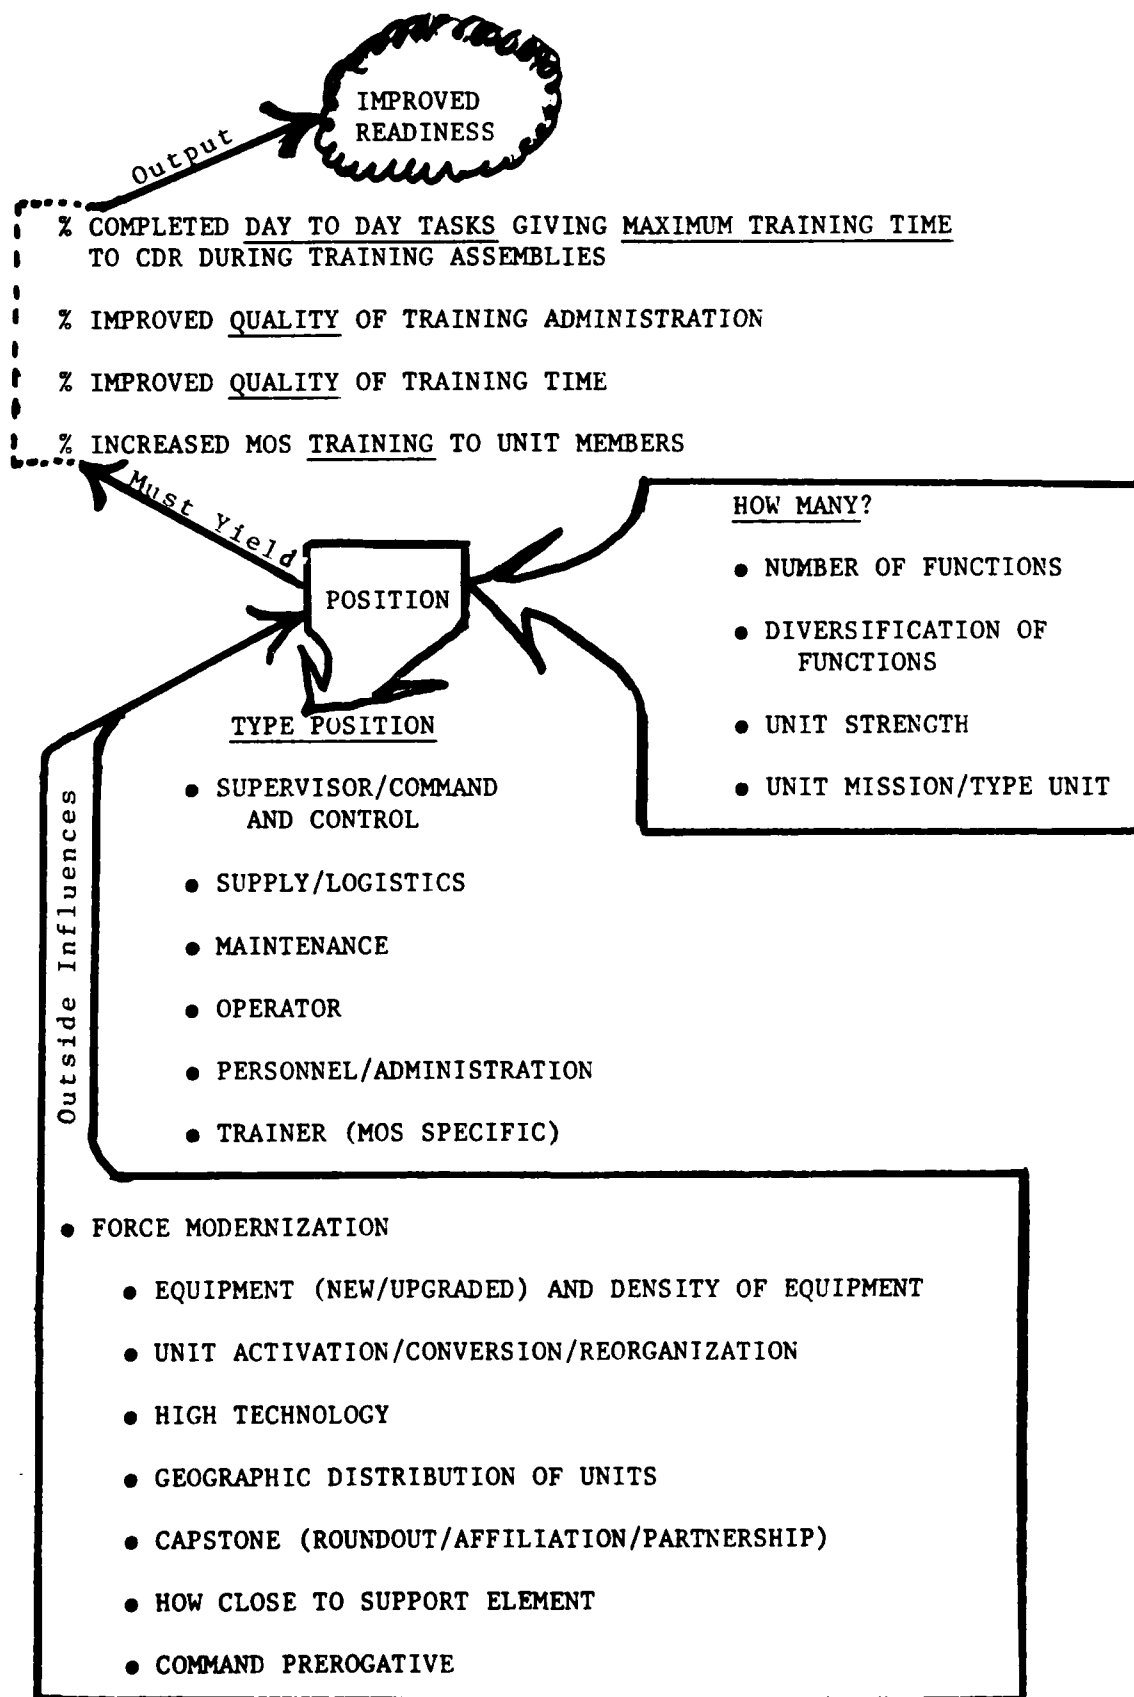 IMPROVED
READINESS
Output
% COMPLETED DAY TO DAY TASKS GIVING MAXIMUM TRAINING TIME
TO CDR DURING TRAINING ASSEMBLIES
% IMPROVED QUALITY OF TRAINING ADMINISTRATION
% IMPROVED QUALITY OF TRAINING TIME
% INCREASED MOS TRAINING TO UNIT MEMBERS
Must Yield
POSITION
HOW MANY?
• NUMBER OF FUNCTIONS
• DIVERSIFICATION OF
FUNCTIONS
• UNIT STRENGTH
• UNIT MISSION/TYPE UNIT
TYPE POSITION
• SUPERVISOR/COMMAND
AND CONTROL
• SUPPLY/LOGISTICS
• MAINTENANCE
• OPERATOR
• PERSONNEL/ADMINISTRATION
• TRAINER (MOS SPECIFIC)
Outside Influences
• FORCE MODERNIZATION
• EQUIPMENT (NEW/UPGRADED) AND DENSITY OF EQUIPMENT
• UNIT ACTIVATION/CONVERSION/REORGANIZATION
• HIGH TECHNOLOGY
• GEOGRAPHIC DISTRIBUTION OF UNITS
• CAPSTONE (ROUNDOUT/AFFILIATION/PARTNERSHIP)
• HOW CLOSE TO SUPPORT ELEMENT
• COMMAND PREROGATIVE